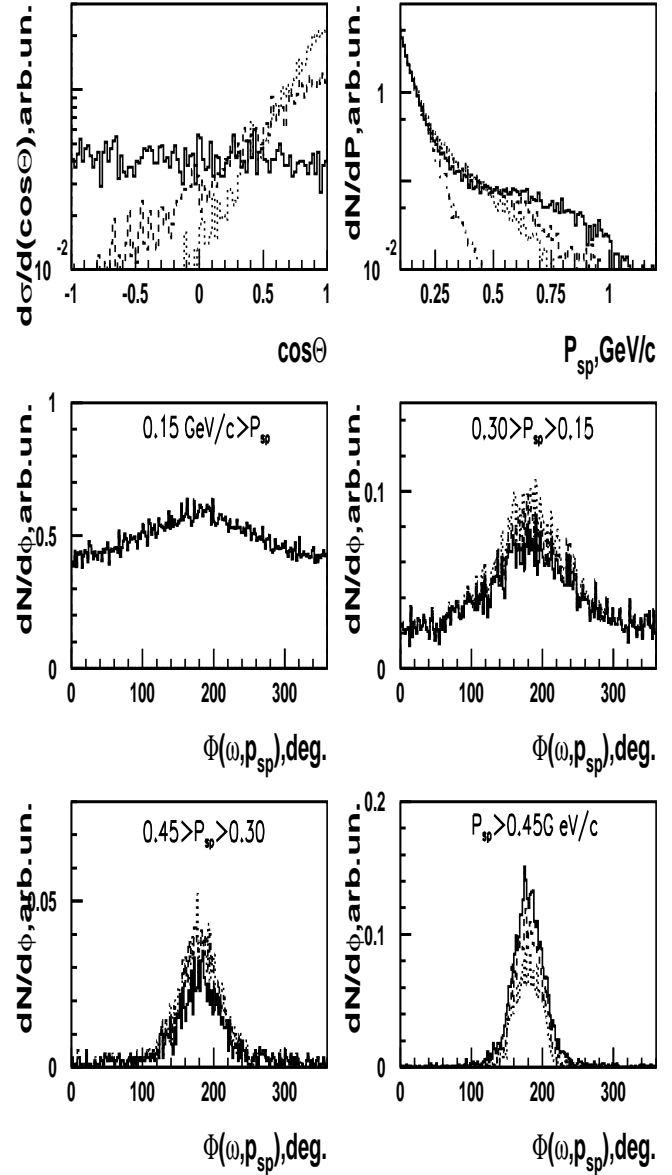 dσ/d(cosΘ),arb.un.
10⁻²
-1 -0.5 0 0.5 1
cosΘ
dN/dP,arb.un.
1
10⁻²
0.25 0.5 0.75 1
P_sp,GeV/c
dN/dϕ,arb.un.
1
0.5
0
0.15 GeV/c>P_sp
0 100 200 300
Φ(ω,p_sp),deg.
dN/dϕ,arb.un.
0.1
0
0.30>P_sp>0.15
0 100 200 300
Φ(ω,p_sp),deg.
dN/dϕ,arb.un.
0.05
0
0.45>P_sp>0.30
0 100 200 300
Φ(ω,p_sp),deg.
dN/dϕ,arb.un.
0.2
0.1
0
P_sp>0.45G eV/c
0 100 200 300
Φ(ω,p_sp),deg.